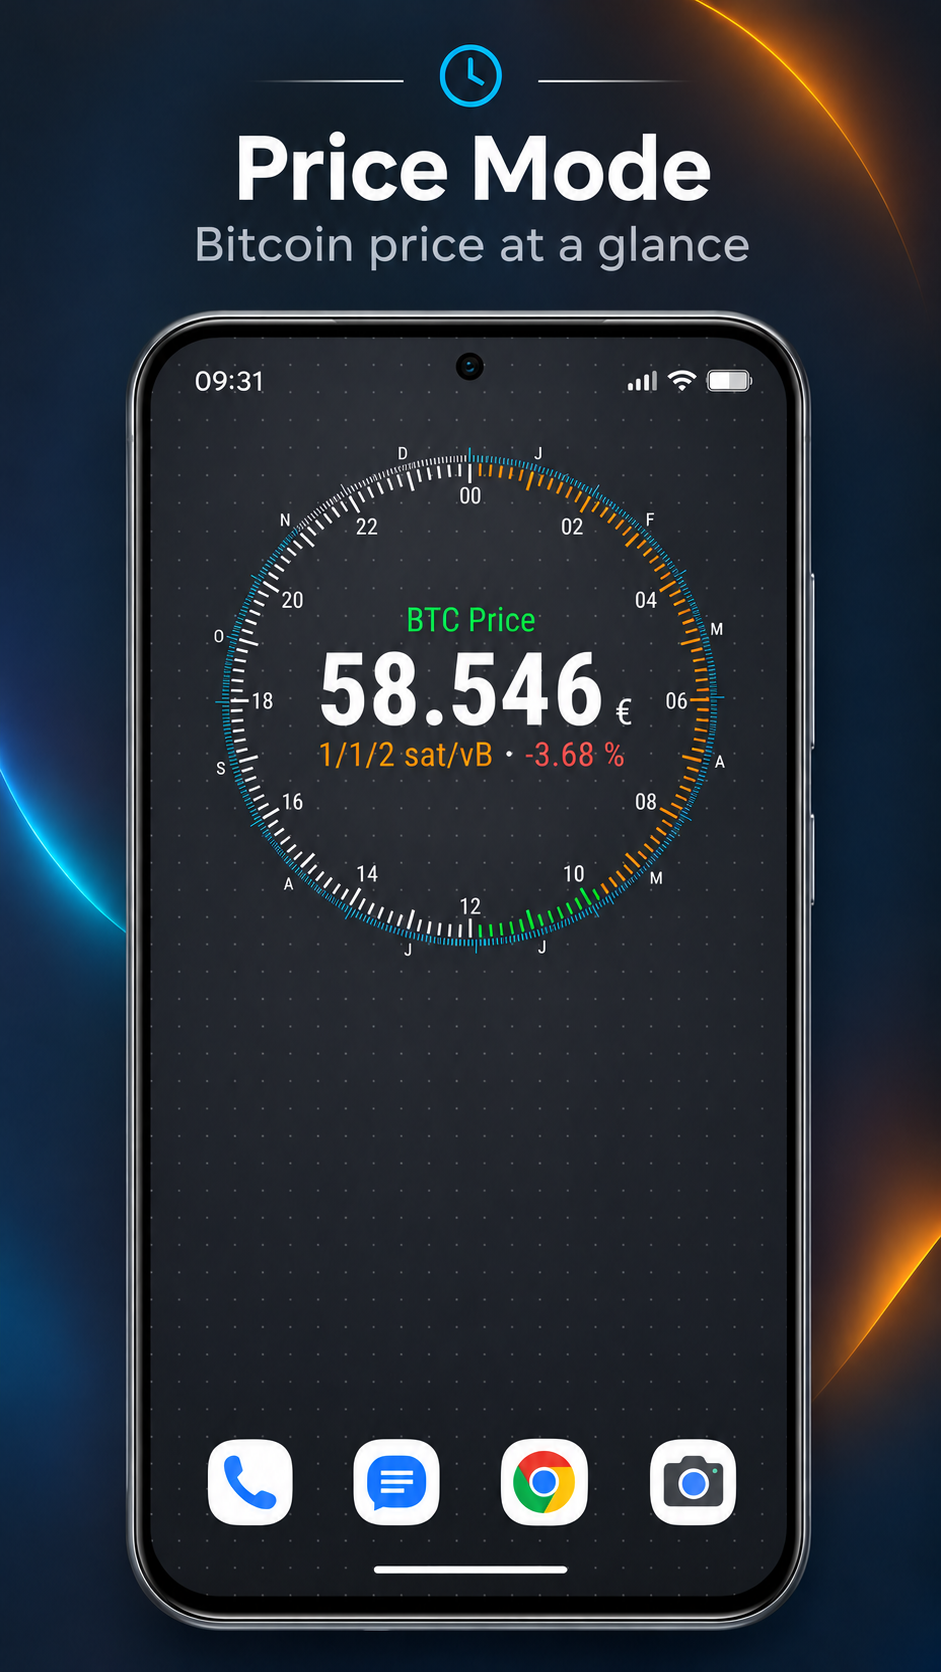 Price Mode
Bitcoin price at a glance
09:31
D
J
00
N
22
02
F
20
04
BTC Price
O
M
58.546 €
18
06
1/1/2 sat/vB • -3.68 %
S
A
16
08
14
10
A
M
12
J
J